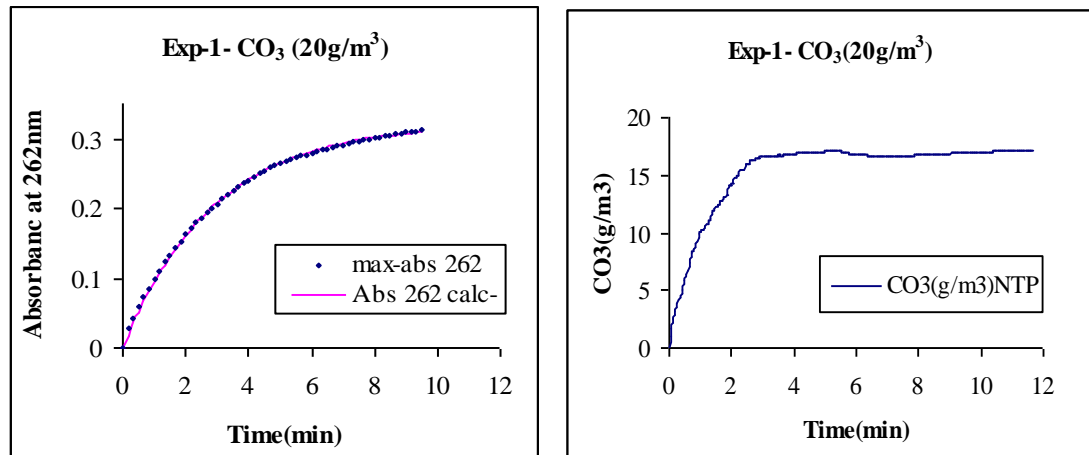 Exp-1- CO₃ (20g/m³)
Absorbanc at 262nm
0.3
0.2
0.1
0
max-abs 262
Abs 262 calc-
0 2 4 6 8 10 12
Time(min)
Exp-1- CO₃(20g/m³)
CO3(g/m3)
20
15
10
5
0
CO3(g/m3)NTP
0 2 4 6 8 10 12
Time(min)